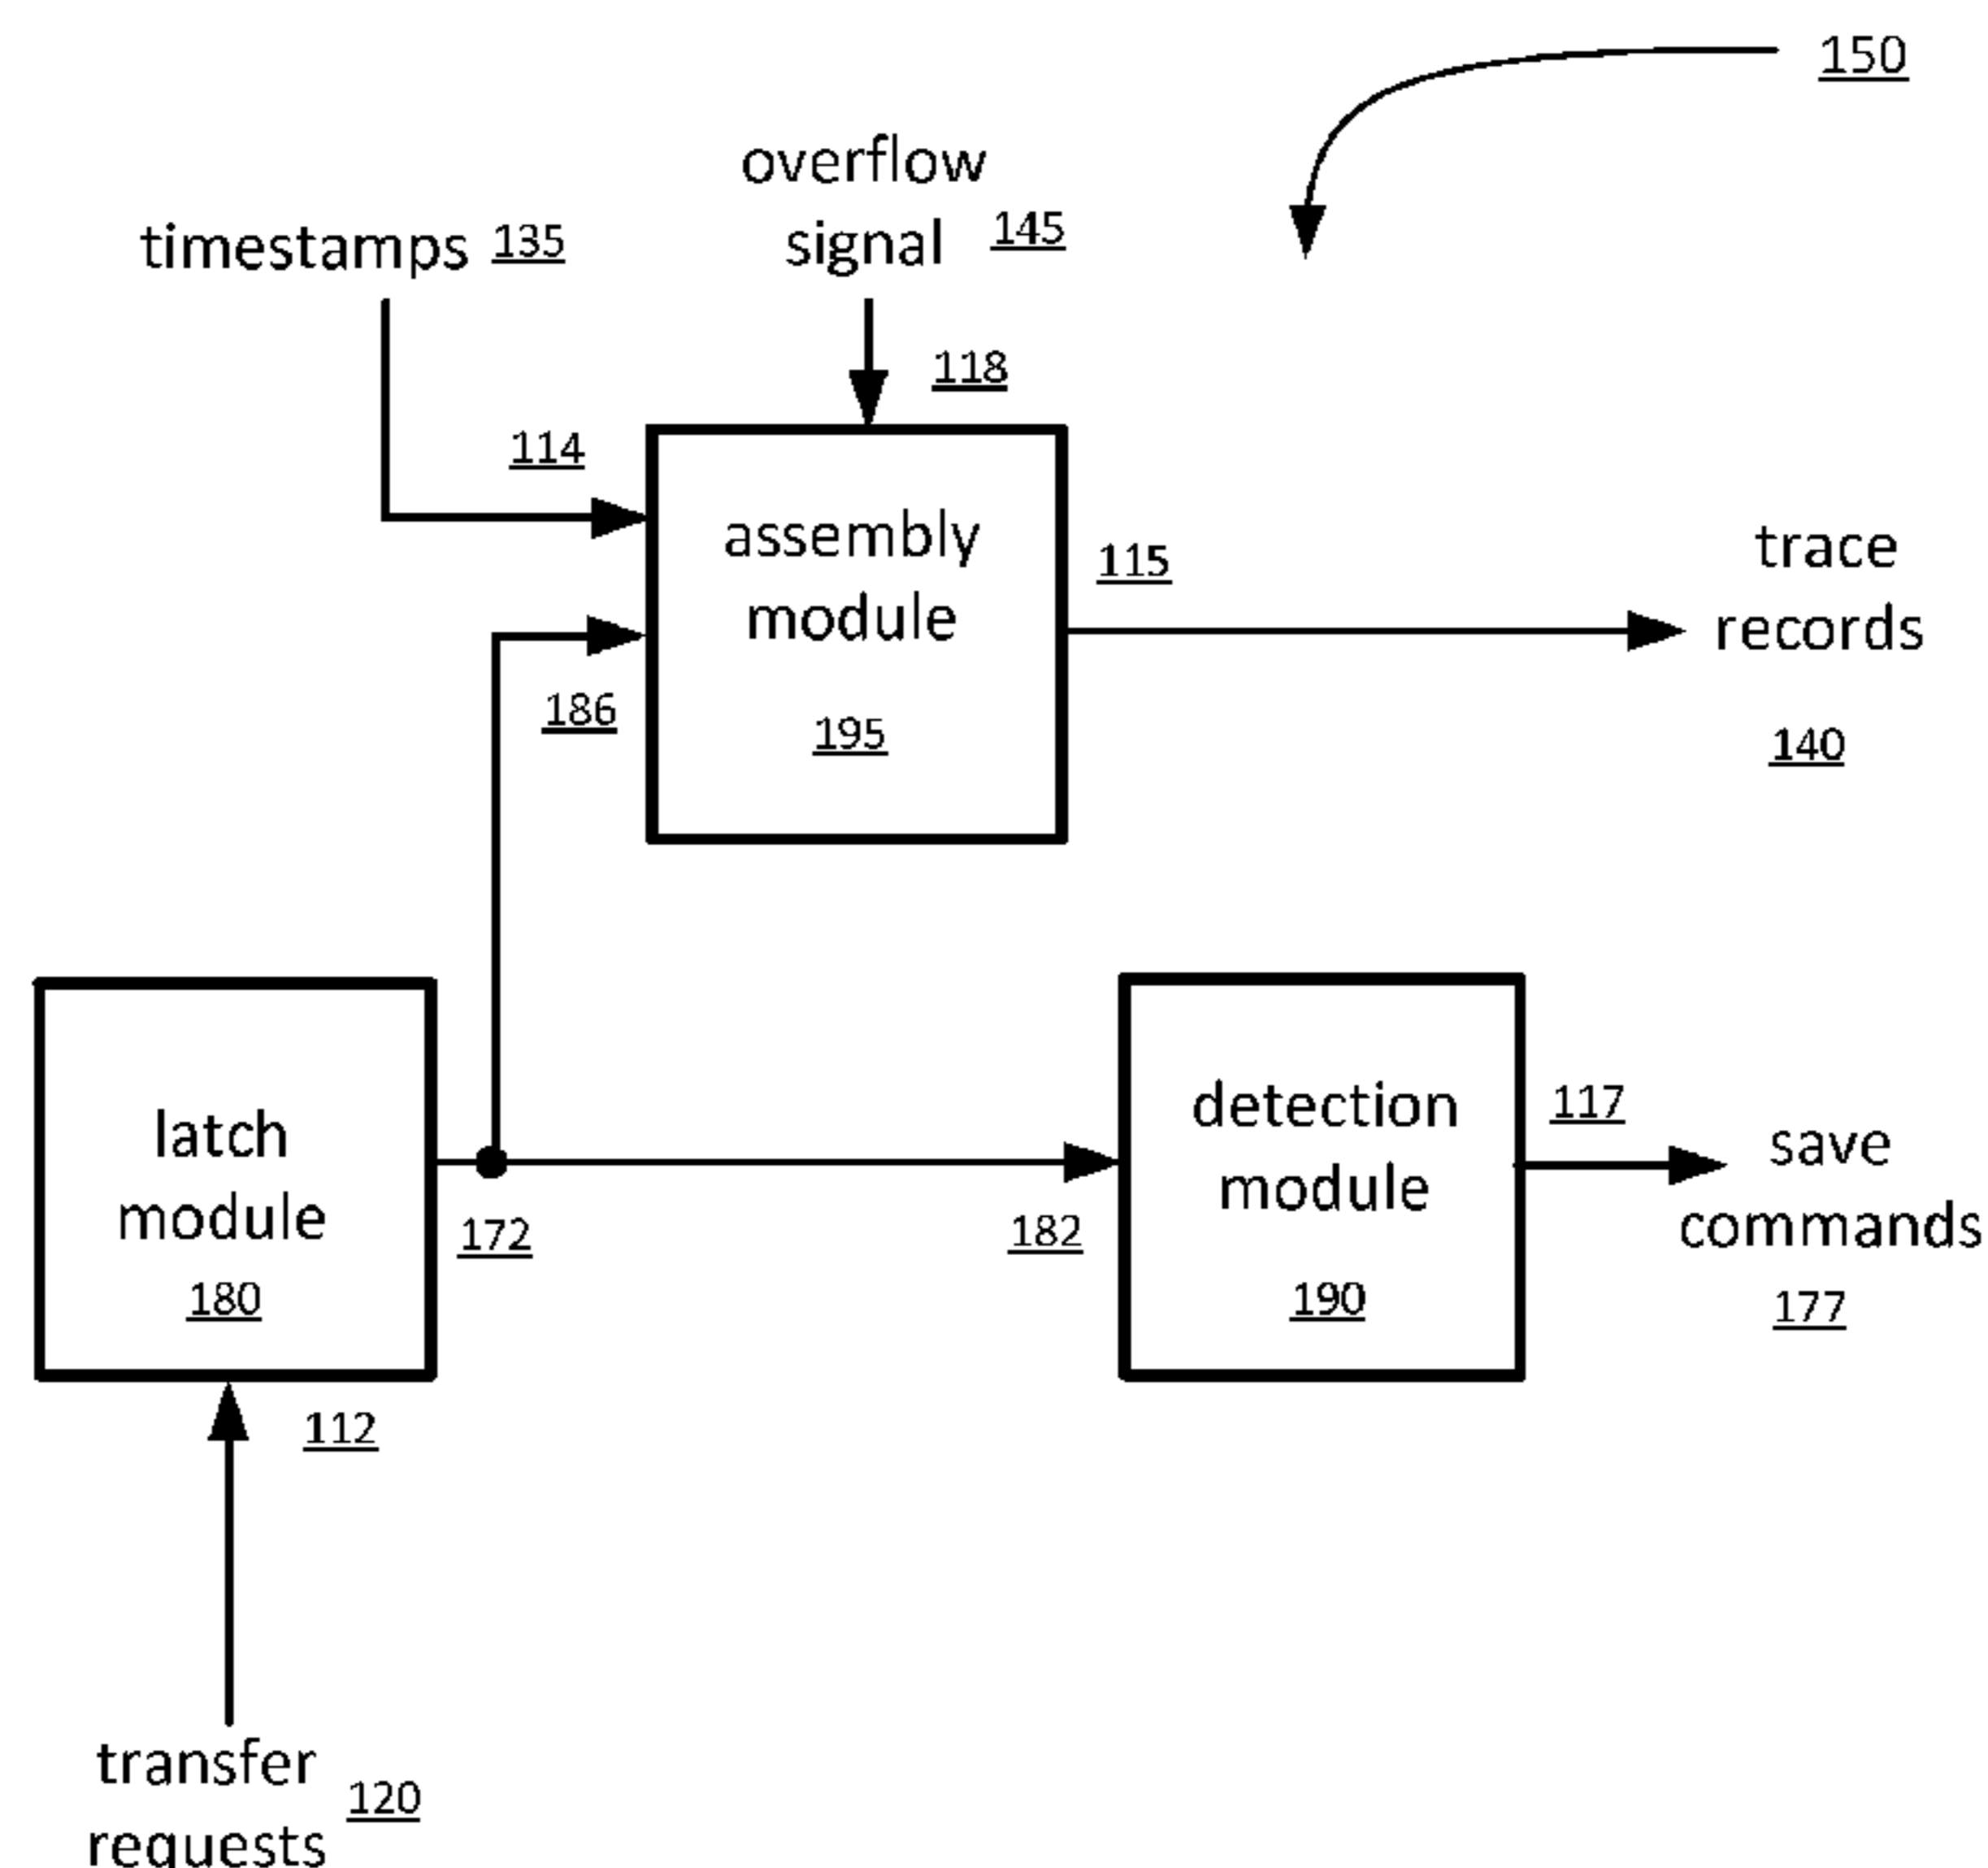 150
overflow
signal 145
timestamps 135
118
114
assembly
module
195
115
trace
records
140
186
latch
module
180
172
182
detection
module
190
117
save
commands
177
112
transfer
requests 120